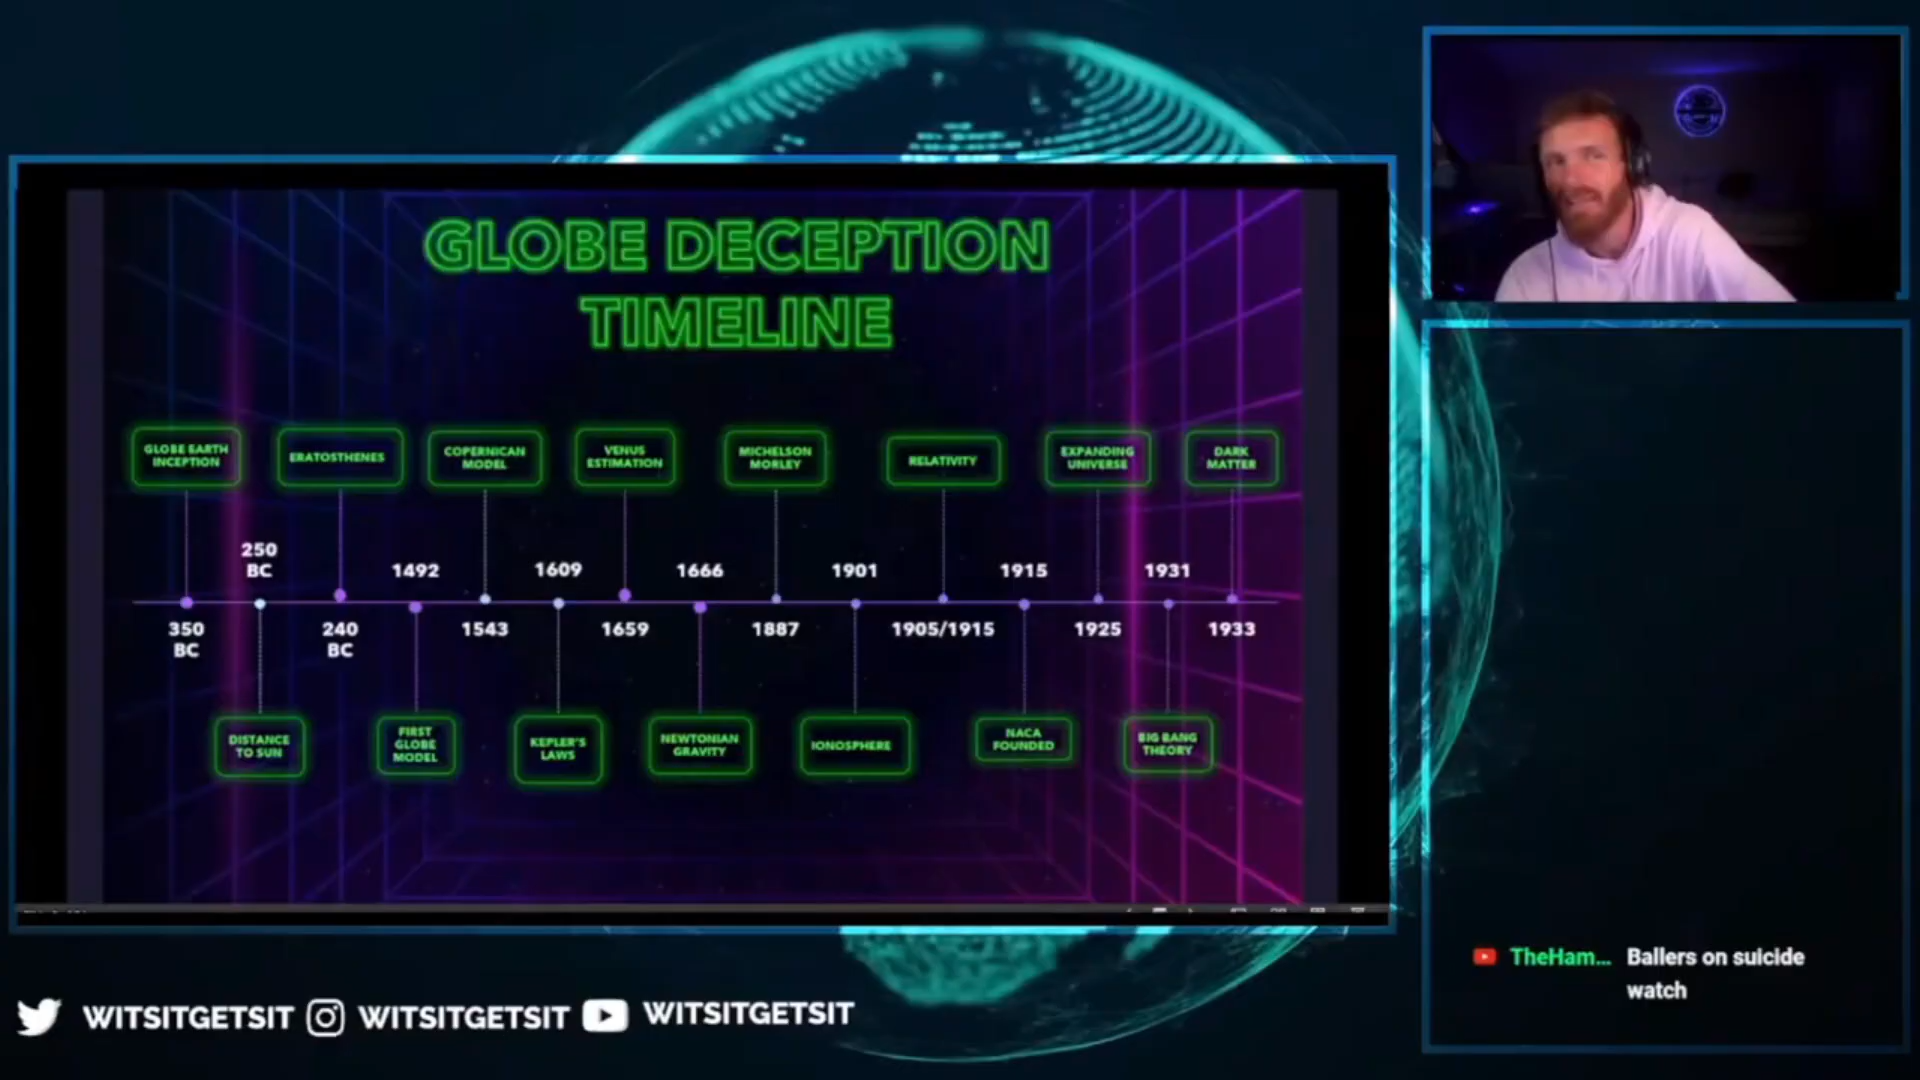 GLOBE DECEPTION
TIMELINE
GLOBE EARTH
INCEPTION
ERATOSTHENES
COPERNICAN
MODEL
VENUS
ESTIMATION
MICHELSON
MORLEY
RELATIVITY
EXPANDING
UNIVERSE
DARK
MATTER
250
BC
1492
1609
1666
1901
1915
1931
350
BC
240
BC
1543
1659
1887
1905/1915
1925
1933
DISTANCE
TO SUN
FIRST
GLOBE
MODEL
KEPLER'S
LAWS
NEWTONIAN
GRAVITY
IONOSPHERE
NACA
FOUNDED
BIG BANG
THEORY
TheHam... Ballers on suicide
watch
WITSITGETSIT WITSITGETSIT WITSITGETSIT